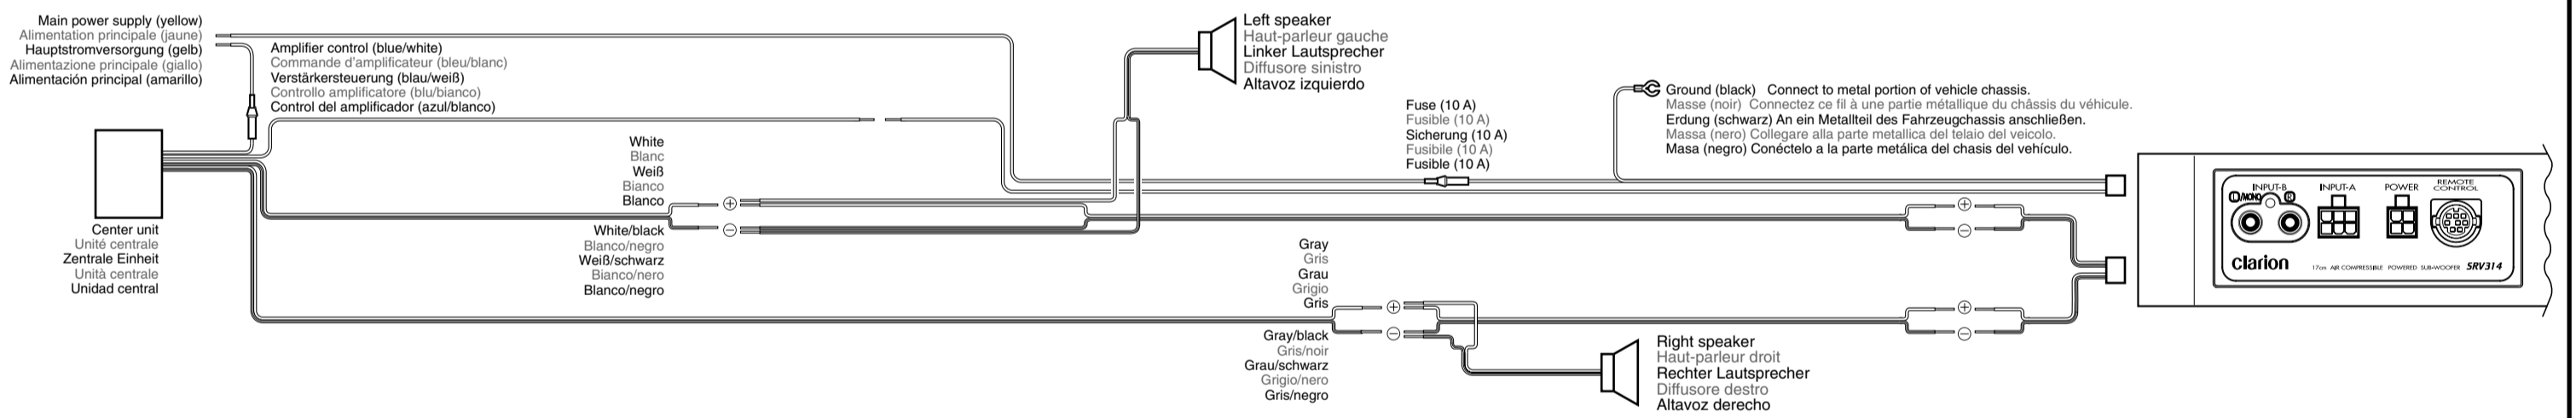 Main power supply (yellow)
Alimentation principale (jaune)
Hauptstromversorgung (gelb)
Alimentazione principale (giallo)
Alimentación principal (amarillo)
Amplifier control (blue/white)
Commande d'amplificateur (bleu/blanc)
Verstärkersteuerung (blau/weiß)
Controllo amplificatore (blu/bianco)
Control del amplificador (azul/blanco)
Left speaker
Haut-parleur gauche
Linker Lautsprecher
Diffusore sinistro
Altavoz izquierdo
Fuse (10 A)
Fusible (10 A)
Sicherung (10 A)
Fusibile (10 A)
Fusible (10 A)
Ground (black) Connect to metal portion of vehicle chassis.
Masse (noir) Connectez ce fil à une partie métallique du châssis du véhicule.
Erdung (schwarz) An ein Metallteil des Fahrzeugchassis anschließen.
Massa (nero) Collegare alla parte metallica del telaio del veicolo.
Masa (negro) Conéctelo a la parte metálica del chasis del vehículo.
White
Blanc
Weiß
Bianco
Blanco
White/black
Blanco/negro
Weiß/schwarz
Bianco/nero
Blanco/negro
Center unit
Unité centrale
Zentrale Einheit
Unità centrale
Unidad central
Gray
Gris
Grau
Grigio
Gris
Gray/black
Gris/noir
Grau/schwarz
Grigio/nero
Gris/negro
Right speaker
Haut-parleur droit
Rechter Lautsprecher
Diffusore destro
Altavoz derecho
INPUT-B INPUT-A POWER REMOTE CONTROL
L/MONO R
clarion 17cm AIR COMPRESSIBLE POWERED SUB-WOOFER SRV314